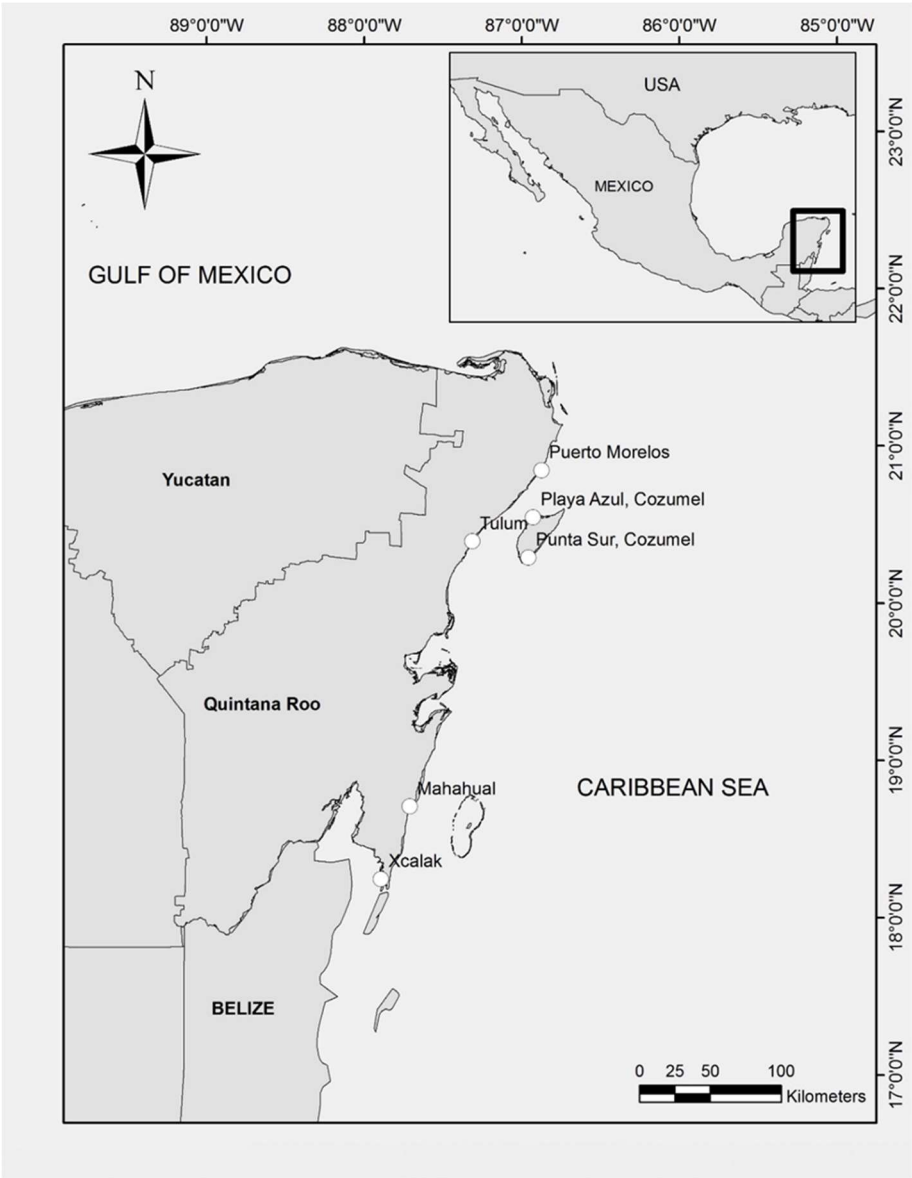 89°0'0"W 88°0'0"W 87°0'0"W 86°0'0"W 85°0'0"W
N
USA
MEXICO
23°0'0"N
GULF OF MEXICO
22°0'0"N
21°0'0"N
Puerto Morelos
Yucatan
Playa Azul, Cozumel
Tulum
Punta Sur, Cozumel
20°0'0"N
Quintana Roo
19°0'0"N
Mahahual
CARIBBEAN SEA
Xcalak
18°0'0"N
BELIZE
17°0'0"N
0 25 50 100
Kilometers